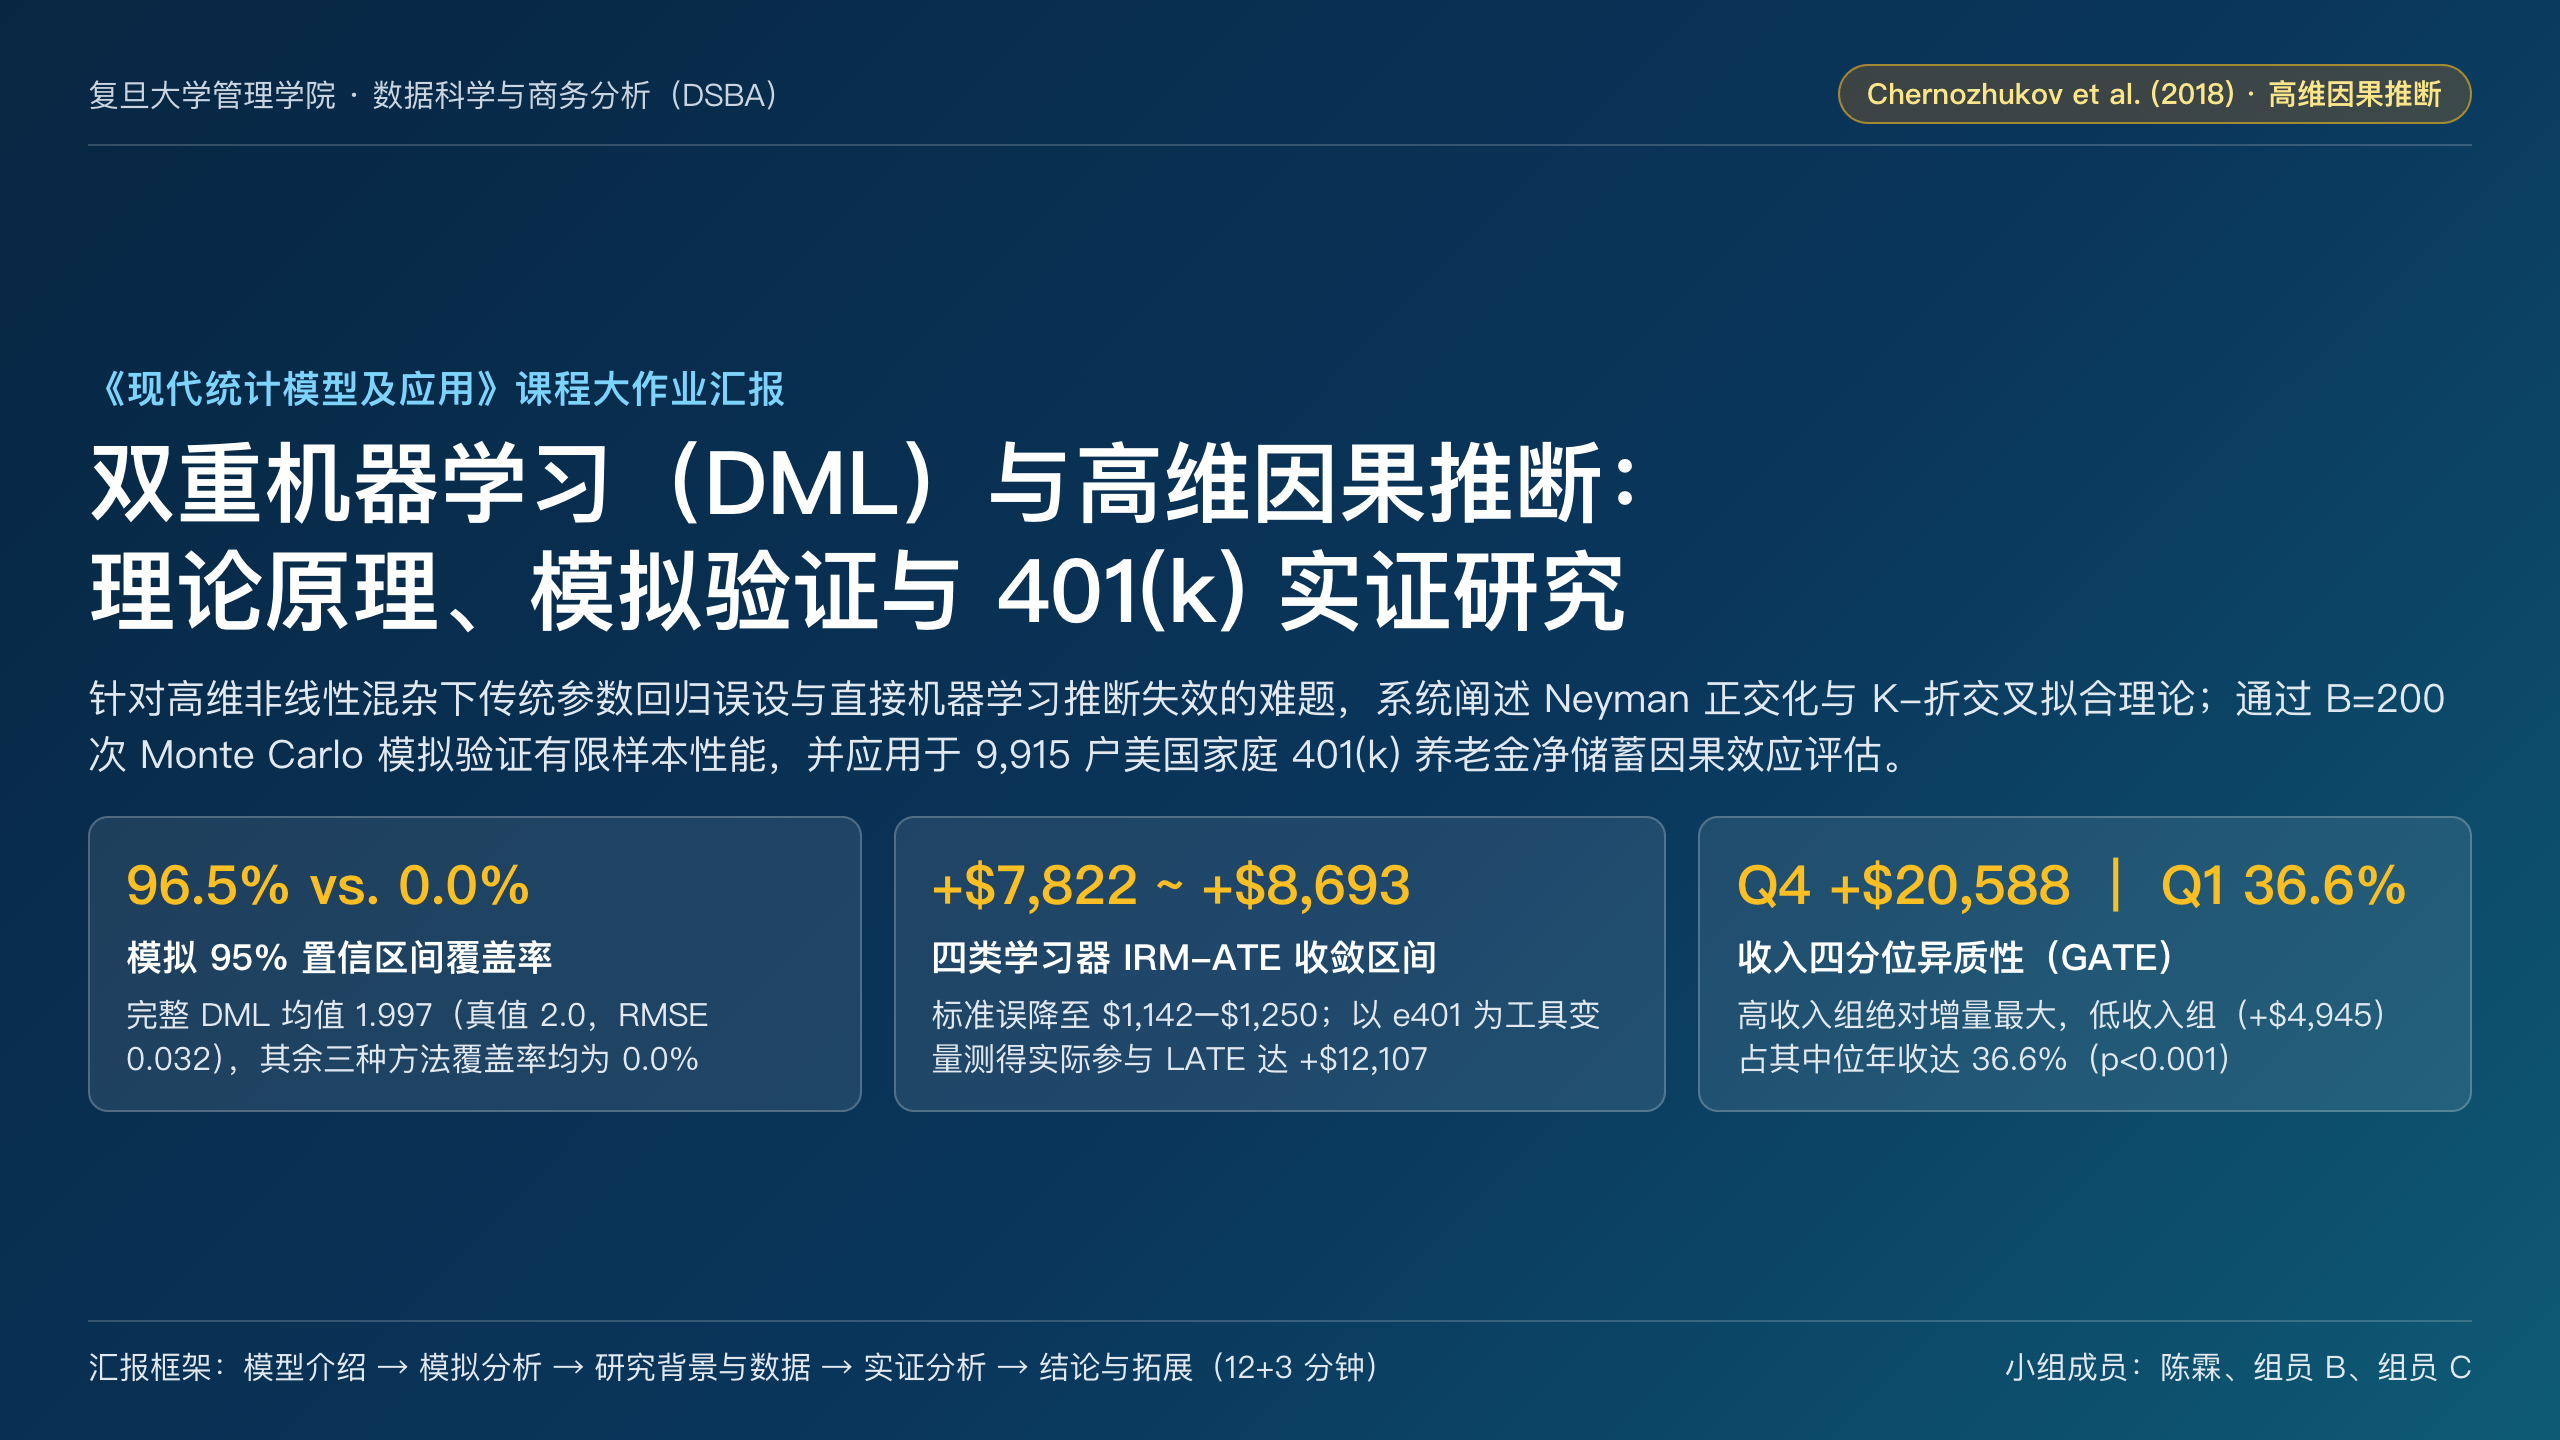 复旦大学管理学院 · 数据科学与商务分析（DSBA）
Chernozhukov et al. (2018) · 高维因果推断
《现代统计模型及应用》课程大作业汇报
双重机器学习（DML）与高维因果推断：
理论原理、模拟验证与 401(k) 实证研究
针对高维非线性混杂下传统参数回归误设与直接机器学习推断失效的难题，系统阐述 Neyman 正交化与 K-折交叉拟合理论；通过 B=200
次 Monte Carlo 模拟验证有限样本性能，并应用于 9,915 户美国家庭 401(k) 养老金净储蓄因果效应评估。
96.5% vs. 0.0%
模拟 95% 置信区间覆盖率
完整 DML 均值 1.997（真值 2.0，RMSE
0.032），其余三种方法覆盖率均为 0.0%
+$7,822 ~ +$8,693
四类学习器 IRM-ATE 收敛区间
标准误降至 $1,142–$1,250；以 e401 为工具变
量测得实际参与 LATE 达 +$12,107
Q4 +$20,588 | Q1 36.6%
收入四分位异质性（GATE）
高收入组绝对增量最大，低收入组（+$4,945）
占其中位年收达 36.6%（p<0.001）
汇报框架：模型介绍 → 模拟分析 → 研究背景与数据 → 实证分析 → 结论与拓展（12+3 分钟）
小组成员：陈霖、组员 B、组员 C